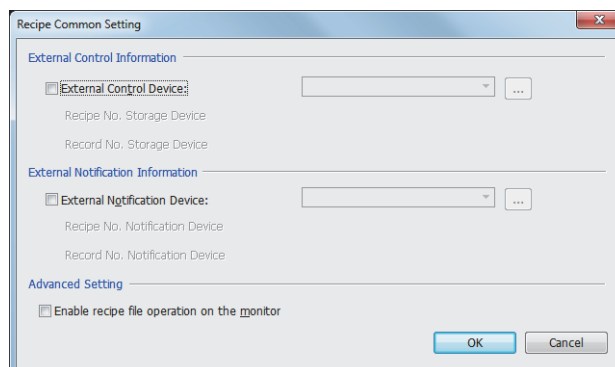 Recipe Common Setting
External Control Information
External Control Device:
...
Recipe No. Storage Device
Record No. Storage Device
External Notification Information
External Notification Device:
...
Recipe No. Notification Device
Record No. Notification Device
Advanced Setting
Enable recipe file operation on the monitor
OK Cancel